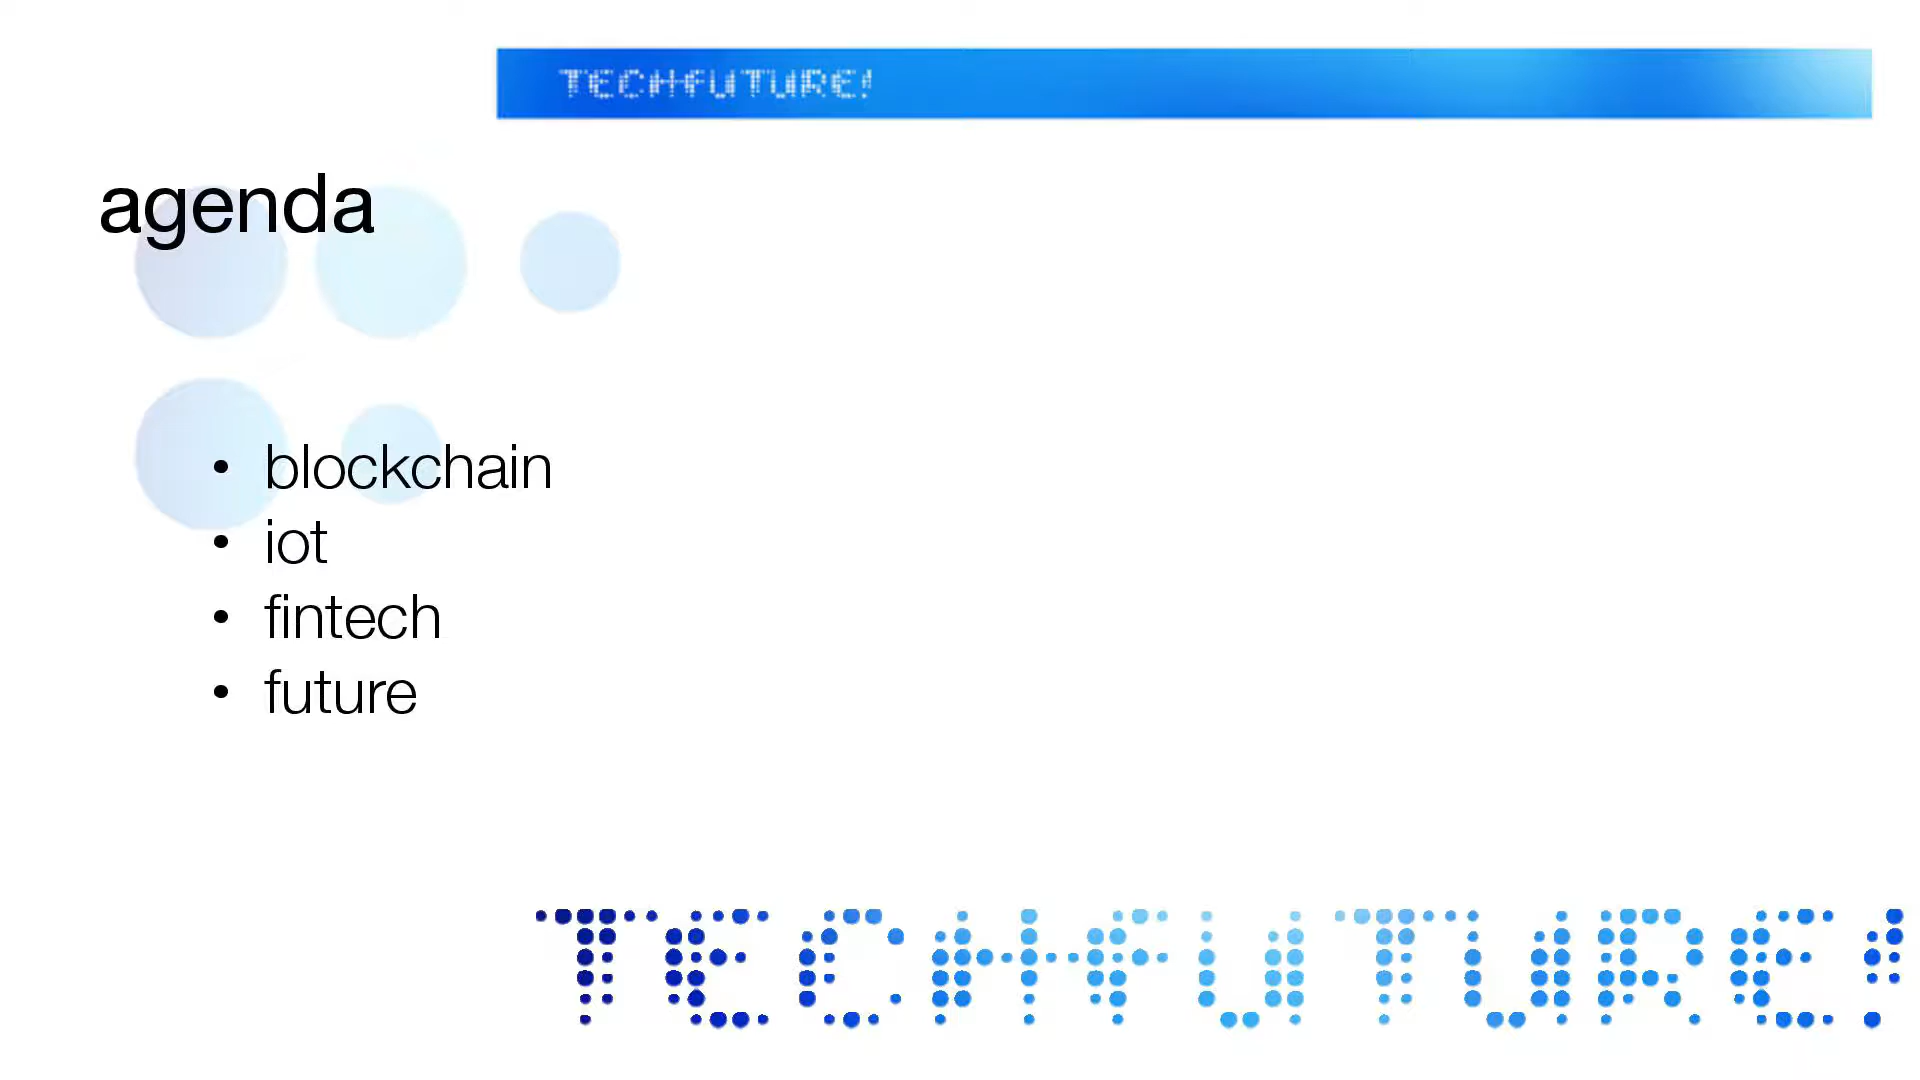 TECHFUTURE!
agenda
• blockchain
• iot
• fintech
• future
TECHFUTURE!